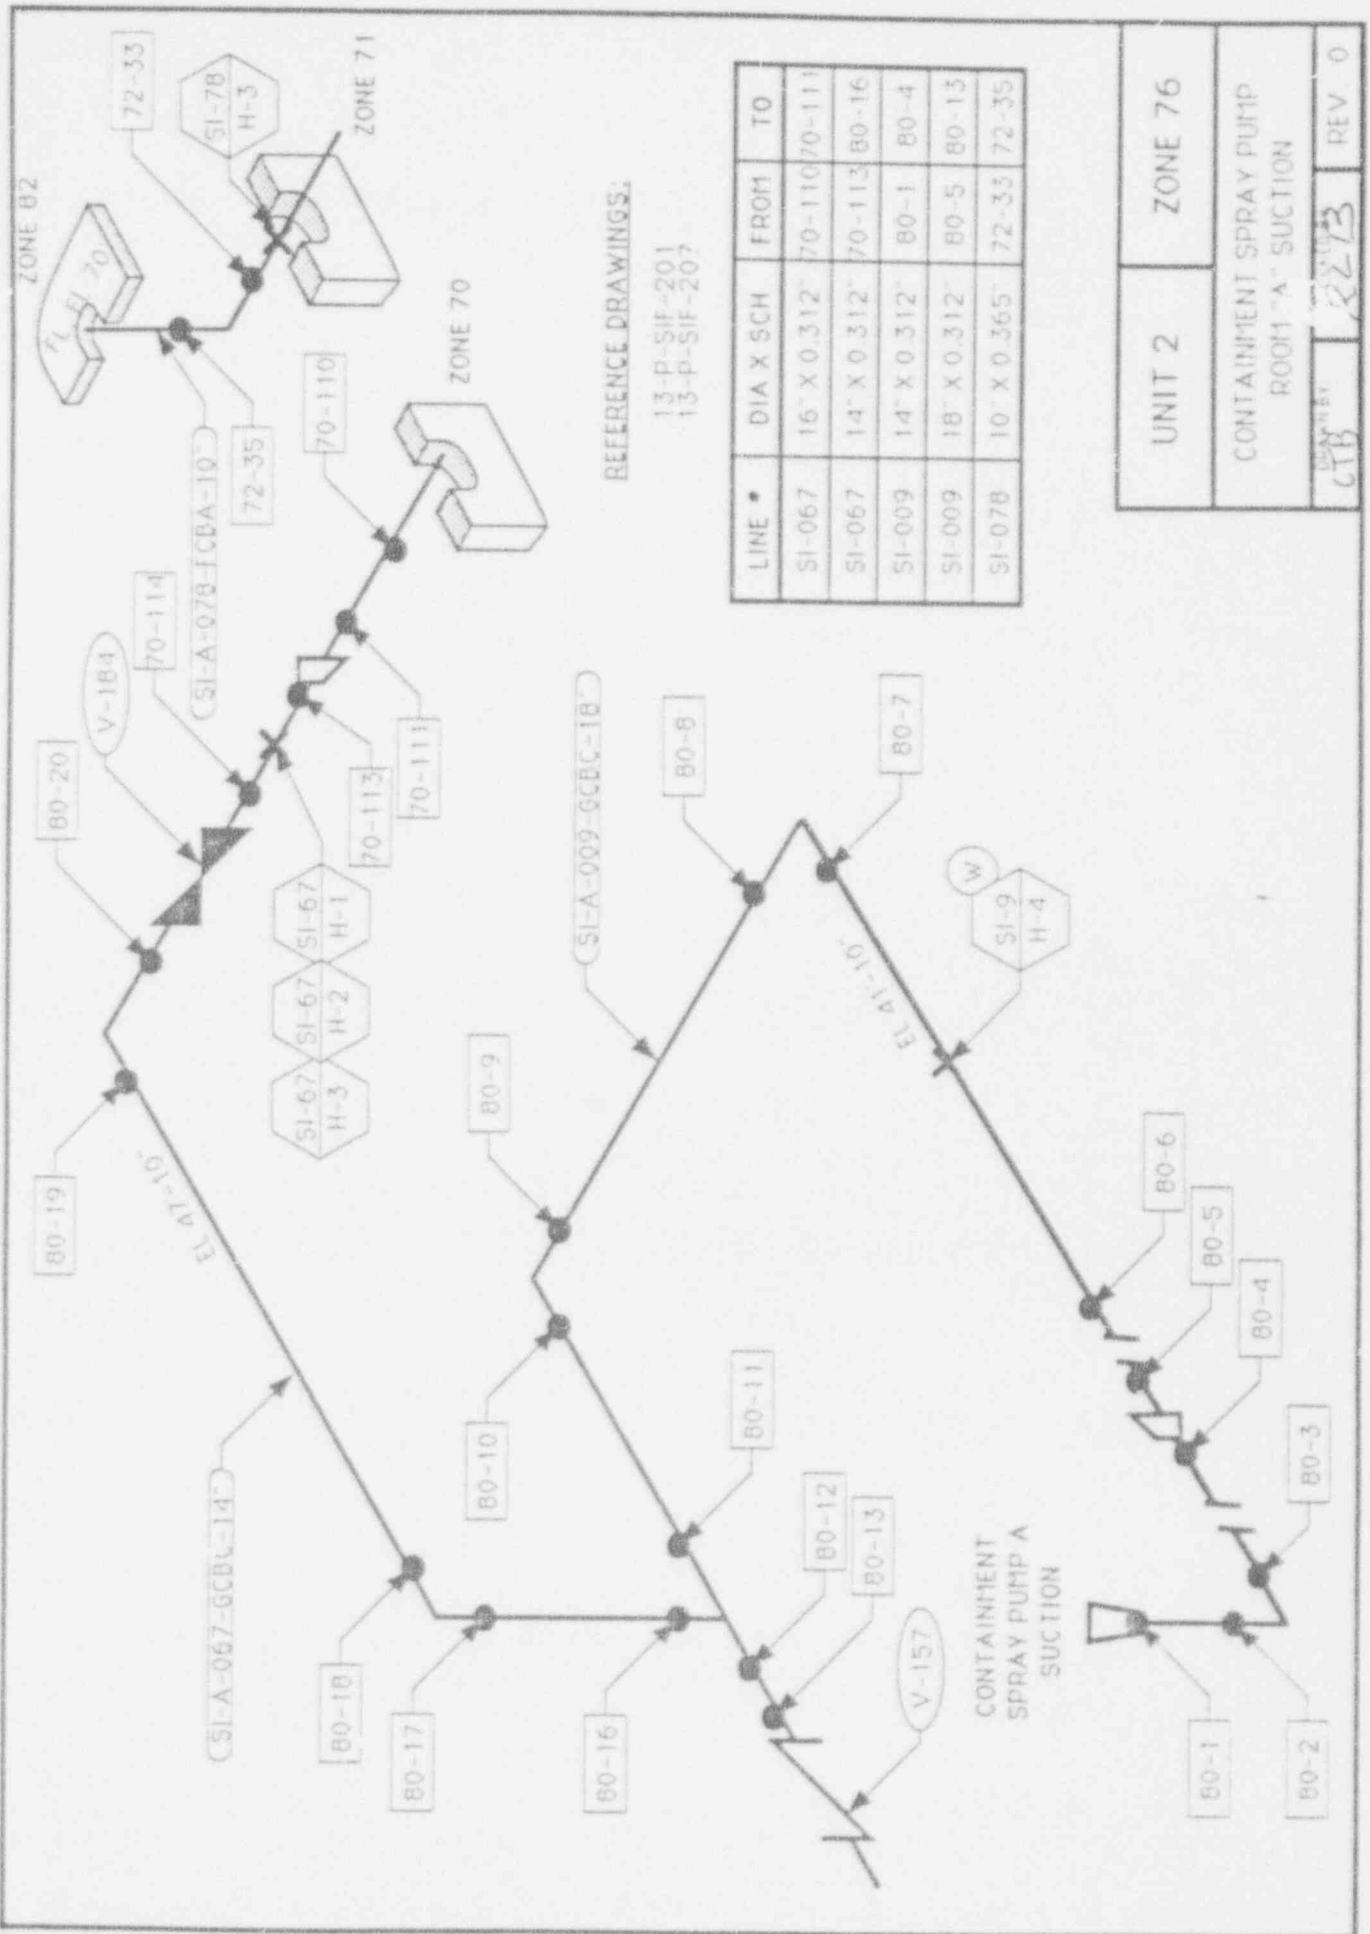 ZONE 82
FL EL 70
72-33
SI-78
H-3
ZONE 71
SI-A-078-FCBA-10"
72-35
70-110
ZONE 70
80-20
V-184
70-114
70-113
70-111
SI-67
H-3
SI-67
H-2
SI-67
H-1
80-19
EL 47-10"
SI-A-067-GCBC-14"
80-18
80-17
80-16
80-9
80-10
80-11
80-12
80-13
V-157
SI-A-009-GCBC-18"
80-8
80-7
EL 41-10"
W
SI-9
H-4
80-6
80-5
80-4
80-3
80-1
80-2
CONTAINMENT
SPRAY PUMP A
SUCTION
REFERENCE DRAWINGS:
13-P-SIF-201
13-P-SIF-207
LINE # DIA X SCH FROM TO
SI-067 16" X 0.312" 70-110 70-111
SI-067 14" X 0.312" 70-113 80-16
SI-009 14" X 0.312" 80-1 80-4
SI-009 18" X 0.312" 80-5 80-13
SI-078 10" X 0.365" 72-33 72-35
UNIT 2 ZONE 76
CONTAINMENT SPRAY PUMP
ROOM "A" SUCTION
DRAWN BY
CTB REV. 0